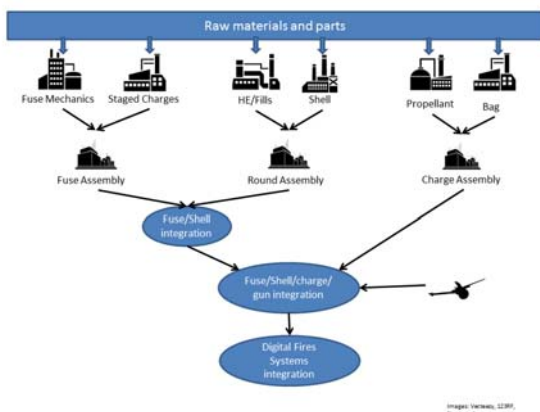 Raw materials and parts
Fuse Mechanics
Staged Charges
HE/Fills
Shell
Propellant
Bag
Fuse Assembly
Round Assembly
Charge Assembly
Fuse/Shell
integration
Fuse/Shell/charge/
gun integration
Digital Fires
Systems
integration